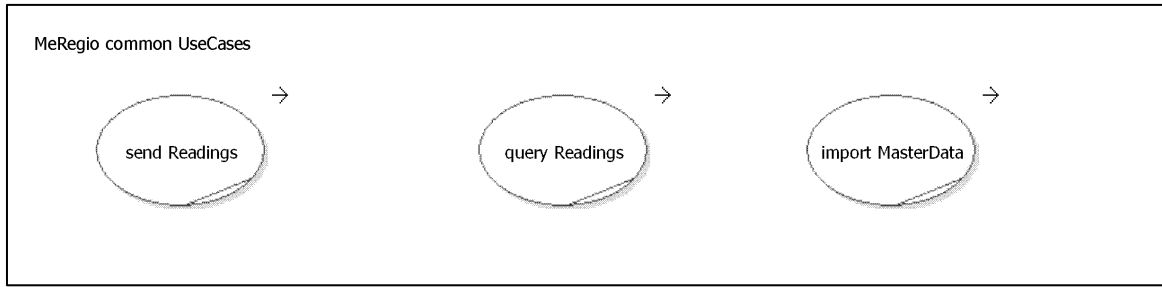 MeRegio common UseCases
send Readings
query Readings
import MasterData